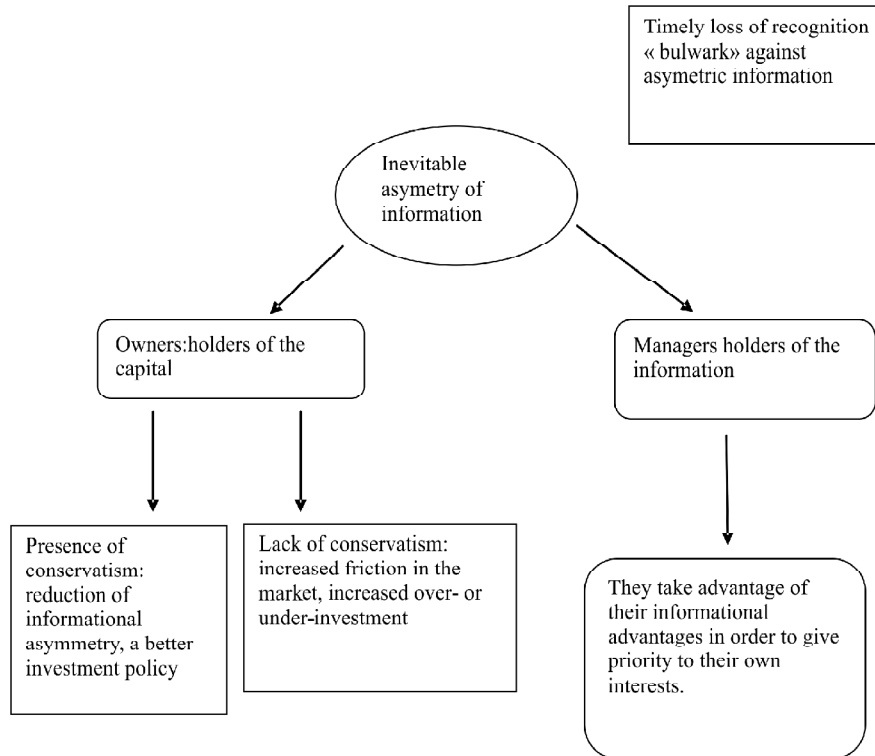 Timely loss of recognition
« bulwark» against
asymetric information
Inevitable
asymetry of
information
Owners:holders of the
capital
Managers holders of the
information
Presence of
conservatism:
reduction of
informational
asymmetry, a better
investment policy
Lack of conservatism:
increased friction in the
market, increased over- or
under-investment
They take advantage of
their informational
advantages in order to give
priority to their own
interests.